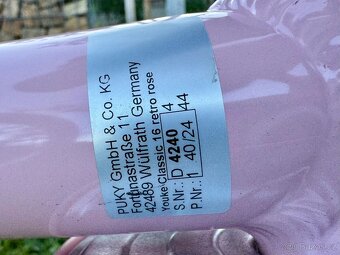 PUKY GmbH & Co. KG
Fortunastraße 11
42489 Wülfrath Germany
Youke Classic 16 retro rose
S.Nr.: D 4240 4
P.Nr.: 1 40/24 44